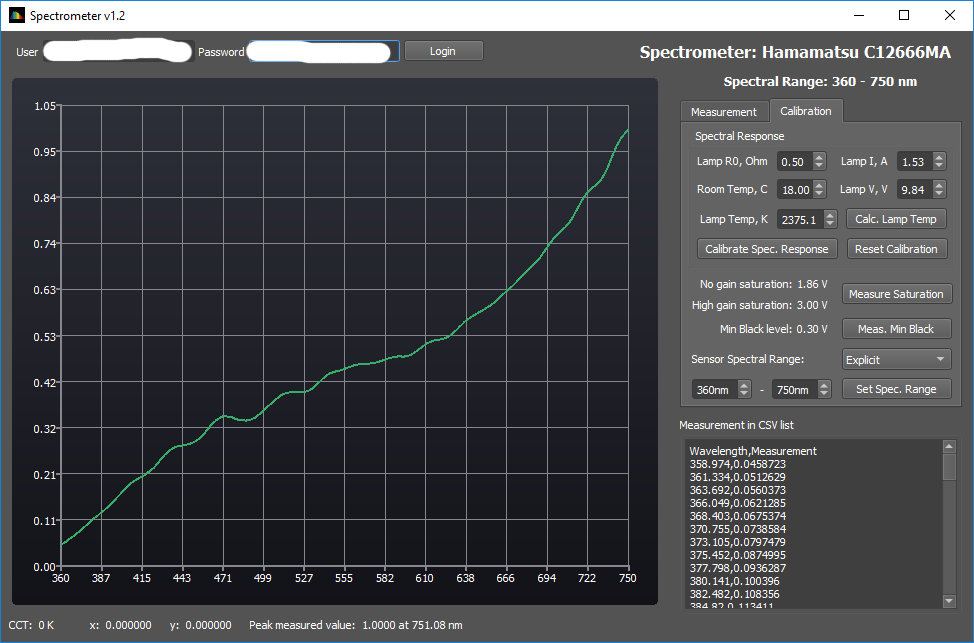 Spectrometer v1.2
User Password Login
Spectrometer: Hamamatsu C12666MA
Spectral Range: 360 - 750 nm
Measurement Calibration
Spectral Response
Lamp R0, Ohm 0.50 Lamp I, A 1.53
Room Temp, C 18.00 Lamp V, V 9.84
Lamp Temp, K 2375.1 Calc. Lamp Temp
Calibrate Spec. Response Reset Calibration
No gain saturation: 1.86 V
High gain saturation: 3.00 V
Measure Saturation
Min Black level: 0.30 V Meas. Min Black
Sensor Spectral Range: Explicit
360nm - 750nm Set Spec. Range
Measurement in CSV list
Wavelength,Measurement
358.974,0.0458723
361.334,0.0512629
363.692,0.0560373
366.049,0.0621285
368.403,0.0675374
370.755,0.0738584
373.105,0.0797479
375.452,0.0874995
377.798,0.0936287
380.141,0.100396
382.482,0.108356
384.82,0.113411
1.05
0.95
0.84
0.74
0.63
0.53
0.42
0.32
0.21
0.11
0.00
360 387 415 443 471 499 527 555 582 610 638 666 694 722 750
CCT: 0 K x: 0.000000 y: 0.000000 Peak measured value: 1.0000 at 751.08 nm